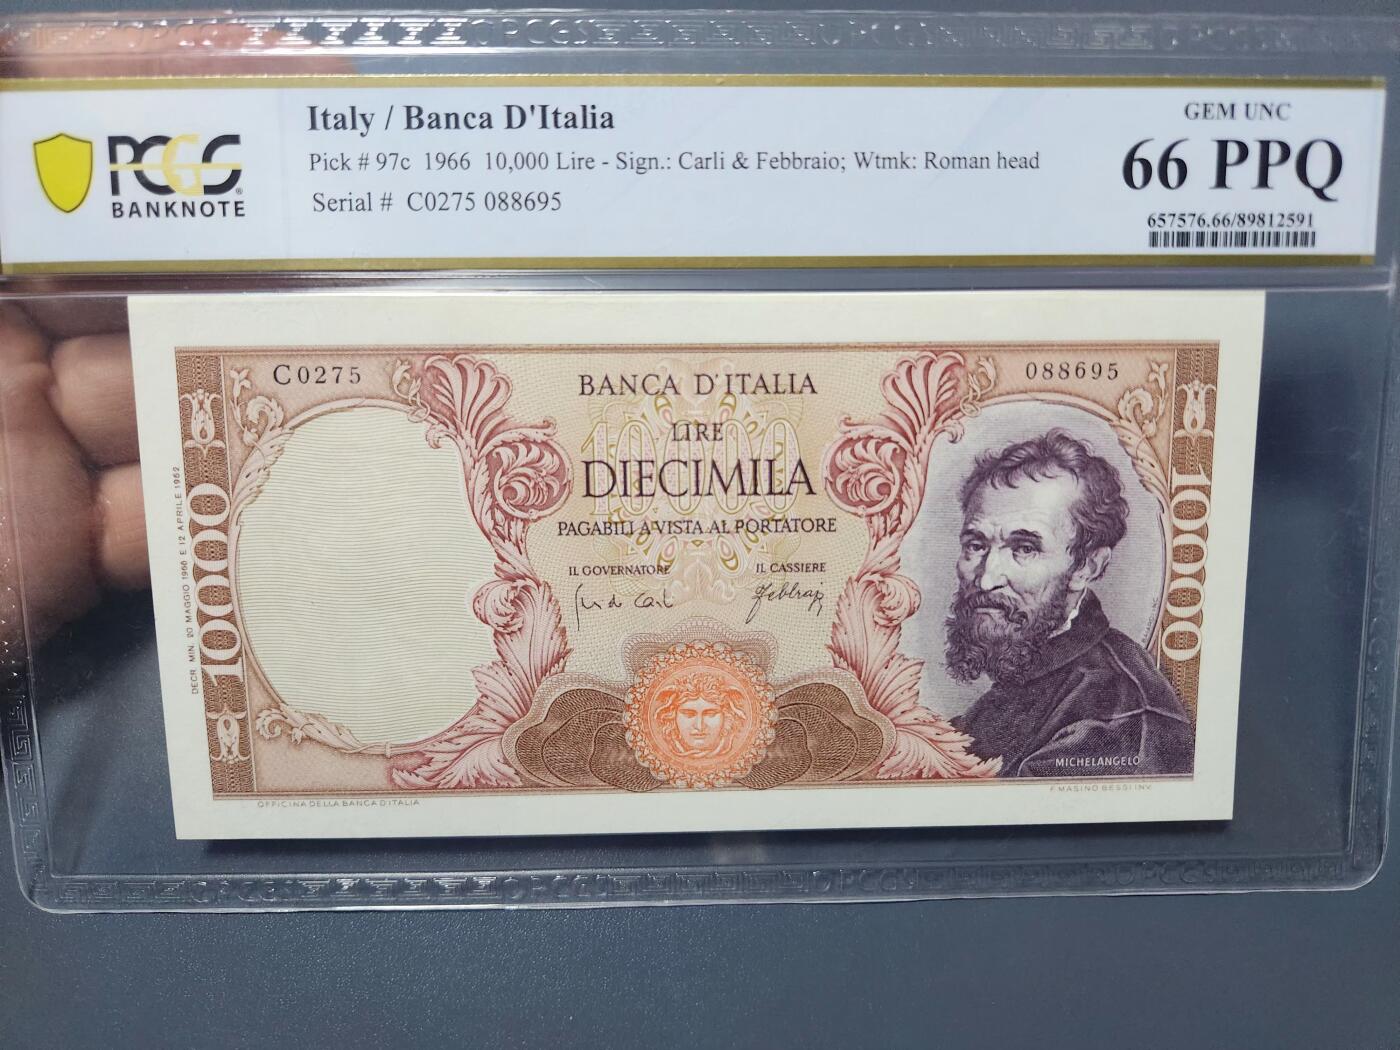 PCGS
BANKNOTE
Italy / Banca D'Italia
Pick # 97c 1966 10,000 Lire - Sign.: Carli & Febbraio; Wtmk: Roman head
Serial # C0275 088695
GEM UNC
66 PPQ
657576.66/89812591
C0275
088695
BANCA D'ITALIA
LIRE
10000
DIECIMILA
PAGABILI A VISTA AL PORTATORE
IL GOVERNATORE
IL CASSIERE
10000
10000
DECR. MIN. 20 MAGGIO 1966 E 12 APRILE 1962
MICHELANGELO
OFFICINA DELLA BANCA D'ITALIA
F. MASINO BESSI INV.